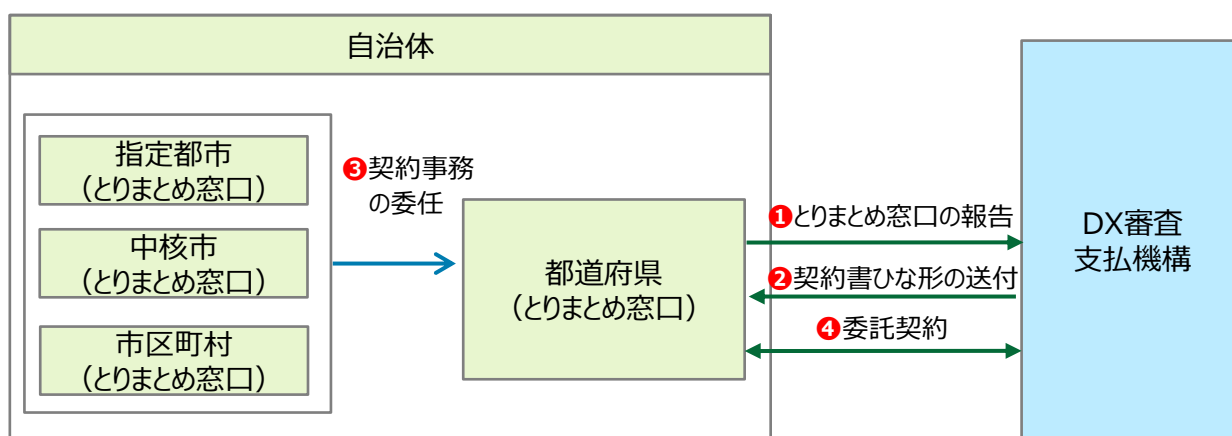 自治体
指定都市
(とりまとめ窓口)
中核市
(とりまとめ窓口)
市区町村
(とりまとめ窓口)
❸契約事務
の委任
都道府県
(とりまとめ窓口)
❶とりまとめ窓口の報告
❷契約書ひな形の送付
❹委託契約
DX審査
支払機構